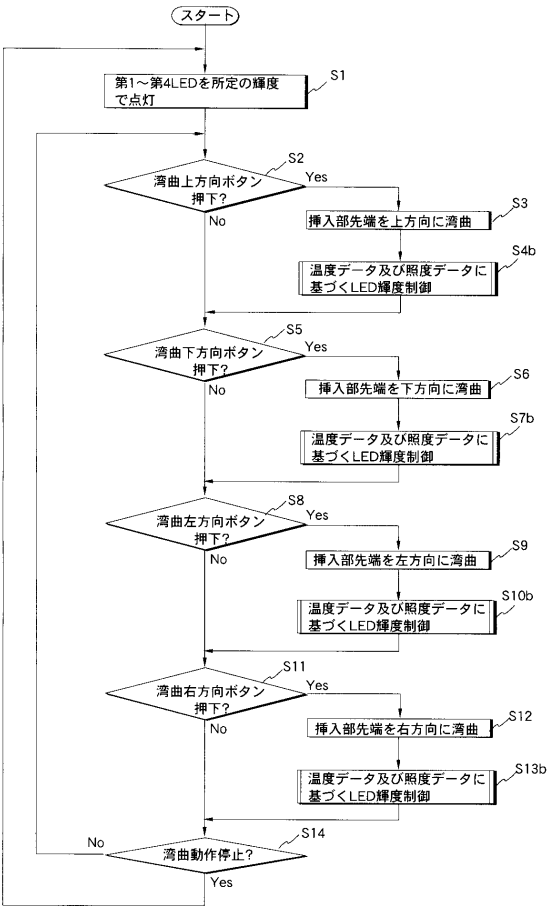 スタート
S1
第1～第4LEDを所定の輝度
で点灯
S2
湾曲上方向ボタン
押下?
Yes
No
S3
挿入部先端を上方向に湾曲
S4b
温度データ及び照度データに
基づくLED輝度制御
S5
湾曲下方向ボタン
押下?
Yes
No
S6
挿入部先端を下方向に湾曲
S7b
温度データ及び照度データに
基づくLED輝度制御
S8
湾曲左方向ボタン
押下?
Yes
No
S9
挿入部先端を左方向に湾曲
S10b
温度データ及び照度データに
基づくLED輝度制御
S11
湾曲右方向ボタン
押下?
Yes
No
S12
挿入部先端を右方向に湾曲
S13b
温度データ及び照度データに
基づくLED輝度制御
S14
湾曲動作停止?
No
Yes